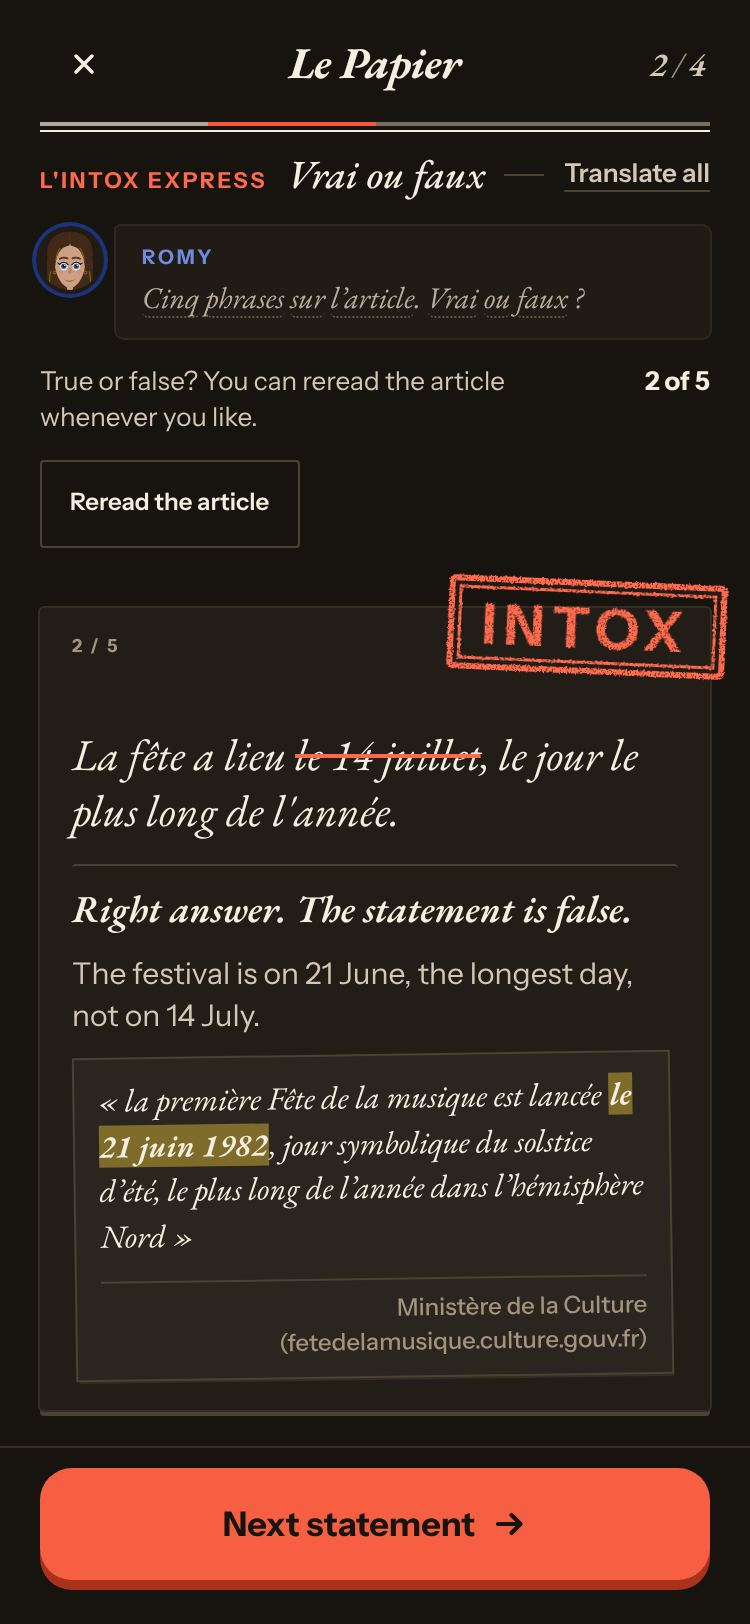 Le Papier
2/4
L'INTOX EXPRESS Vrai ou faux Translate all
ROMY
Cinq phrases sur l’article. Vrai ou faux ?
True or false? You can reread the article
whenever you like.
2 of 5
Reread the article
INTOX
2 / 5
La fête a lieu le 14 juillet, le jour le
plus long de l'année.
Right answer. The statement is false.
The festival is on 21 June, the longest day,
not on 14 July.
« la première Fête de la musique est lancée le
21 juin 1982, jour symbolique du solstice
d’été, le plus long de l’année dans l’hémisphère
Nord »
Ministère de la Culture
(fetedelamusique.culture.gouv.fr)
Next statement →